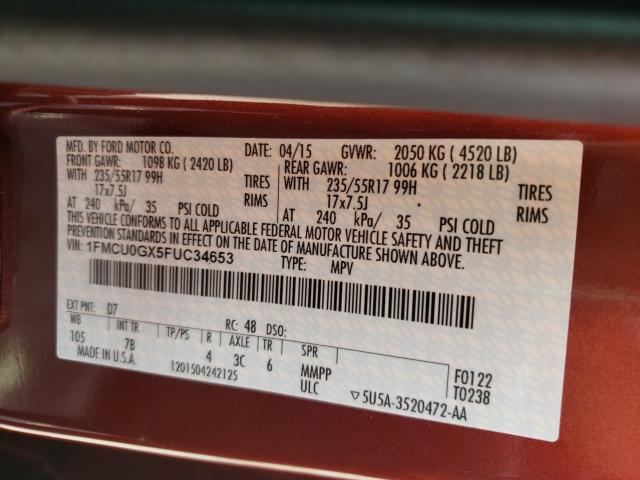 MFD. BY FORD MOTOR CO. DATE: 04/15 GVWR: 2050 KG ( 4520 LB)
FRONT GAWR: 1098 KG ( 2420 LB) REAR GAWR: 1006 KG ( 2218 LB)
WITH 235/55R17 99H TIRES WITH 235/55R17 99H TIRES
17x7.5J RIMS 17x7.5J RIMS
AT 240 kPa/ 35 PSI COLD AT 240 kPa/ 35 PSI COLD
THIS VEHICLE CONFORMS TO ALL APPLICABLE FEDERAL MOTOR VEHICLE SAFETY AND THEFT
PREVENTION STANDARDS IN EFFECT ON THE DATE OF MANUFACTURE SHOWN ABOVE.
VIN: 1FMCU0GX5FUC34653 TYPE: MPV
EXT PNT: D7 RC: 48 DSO:
WB INT TR TP/PS R AXLE TR SPR
105 7B 4 3C 6 MMPP F0122
MADE IN U.S.A. 1201504242125 ULC T0238
▽5U5A-3520472-AA